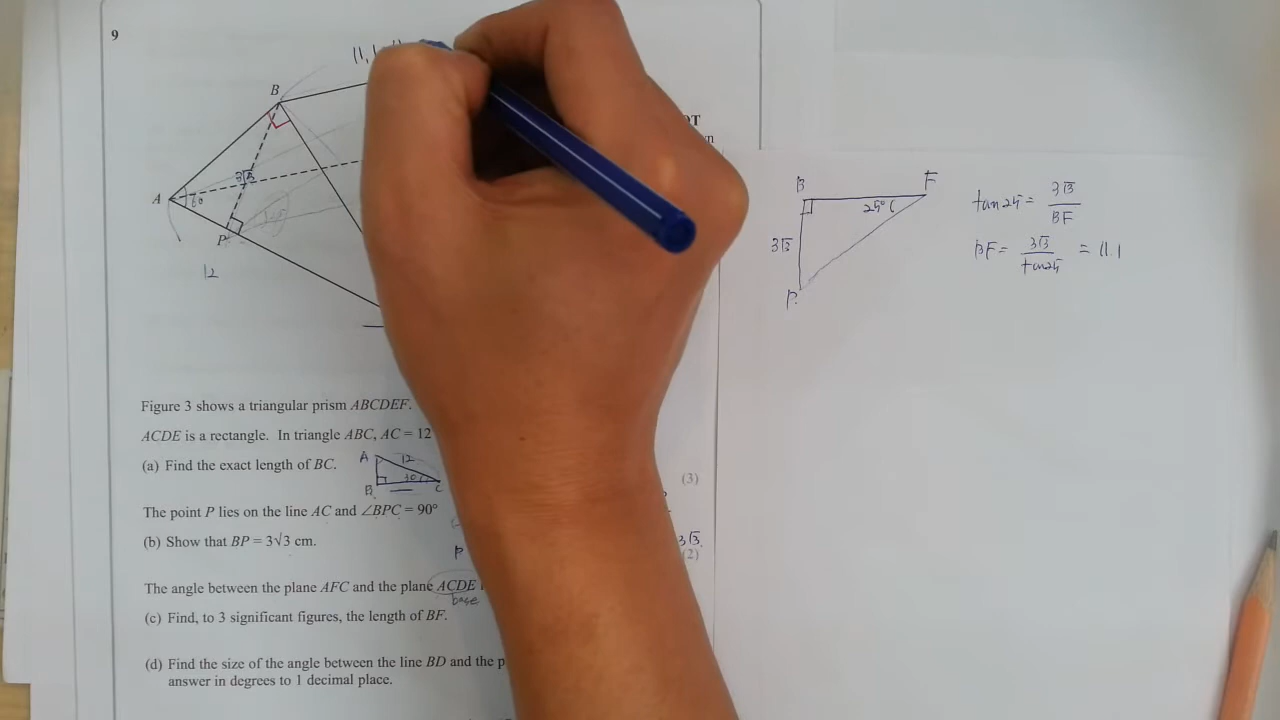 9
11.1
B
B F
A 60 3√3
25°
tan25 = 3√3 / BF
P
3√3
BF = 3√3 / tan25 = 11.1
12
P
Figure 3 shows a triangular prism ABCDEF.
ACDE is a rectangle. In triangle ABC, AC = 12
(a) Find the exact length of BC.
A 12 30 B C
(3)
The point P lies on the line AC and ∠BPC = 90°
(b) Show that BP = 3√3 cm.
P 3√3
(2)
The angle between the plane AFC and the plane ACDE
base
(c) Find, to 3 significant figures, the length of BF.
(d) Find the size of the angle between the line BD and the p
answer in degrees to 1 decimal place.